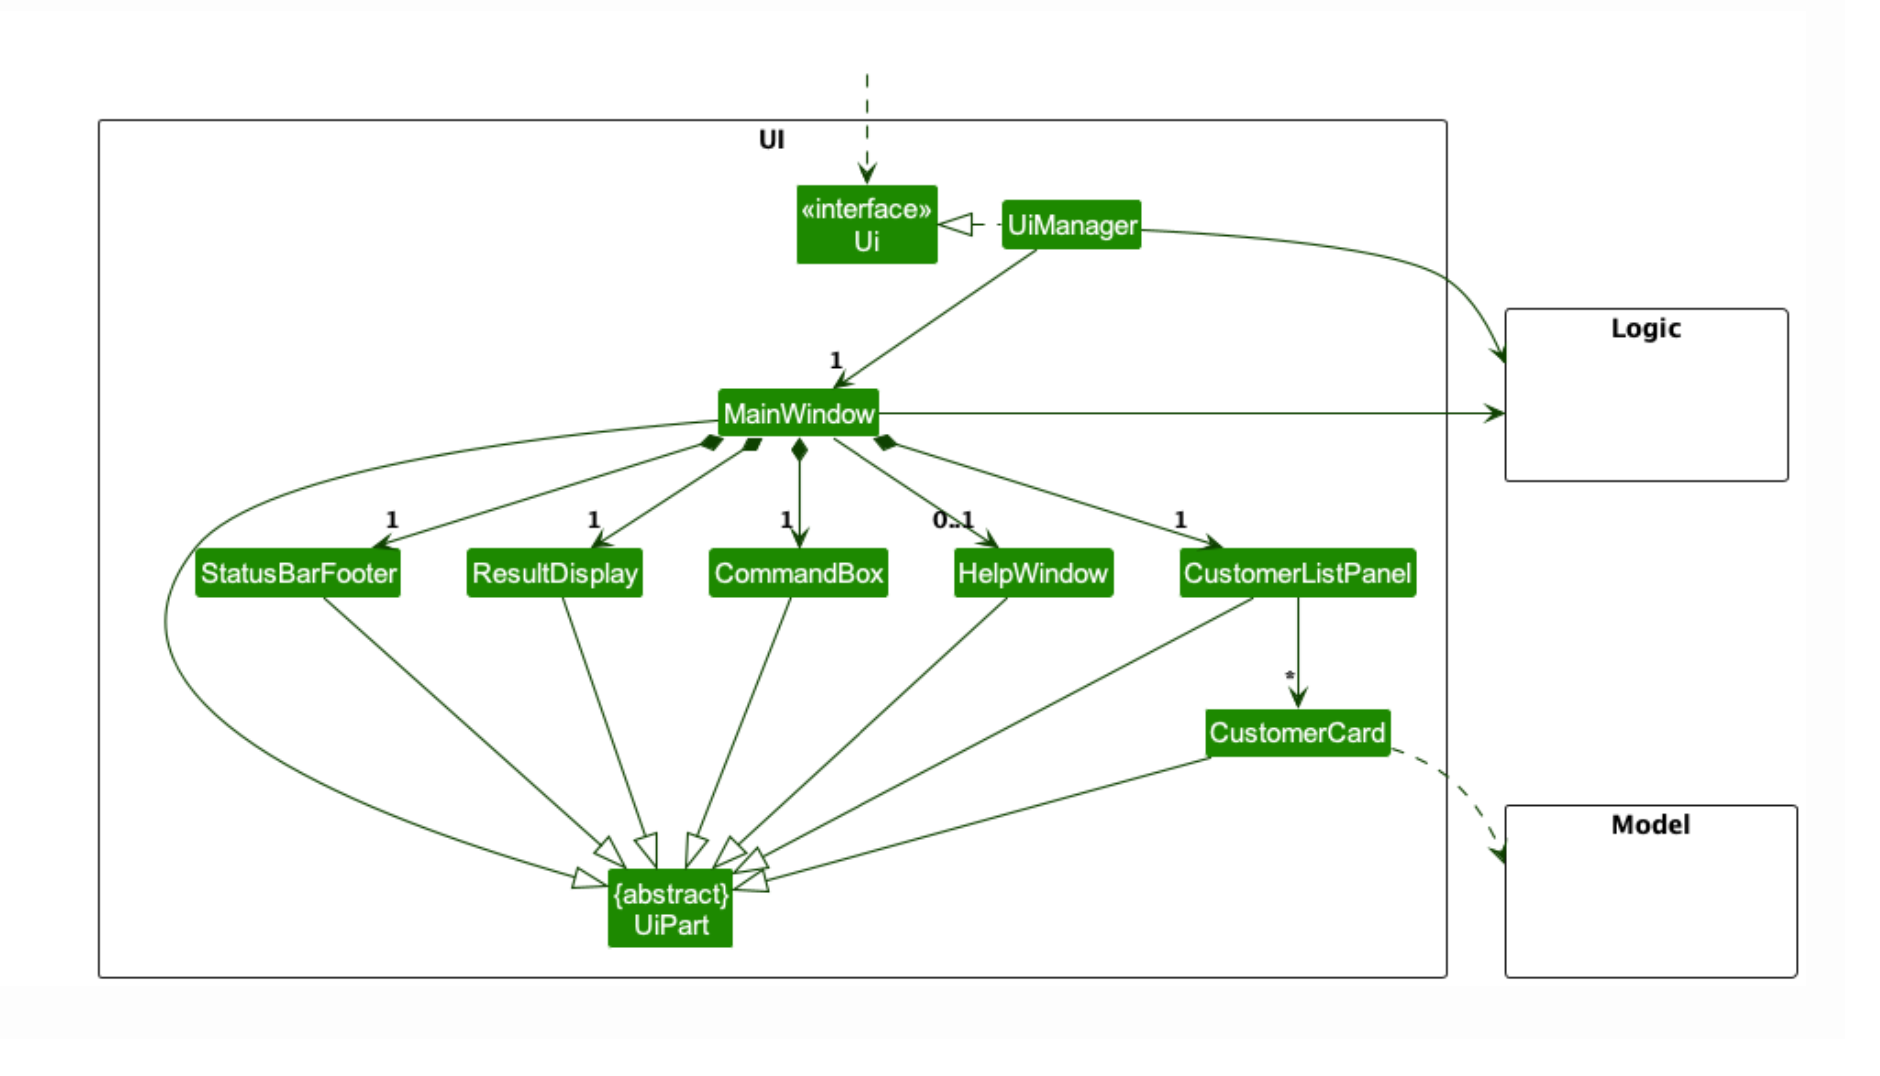 UI
«interface»
Ui
UiManager
Logic
1
MainWindow
1
1
1
0..1
1
StatusBarFooter
ResultDisplay
CommandBox
HelpWindow
CustomerListPanel
*
CustomerCard
Model
{abstract}
UiPart